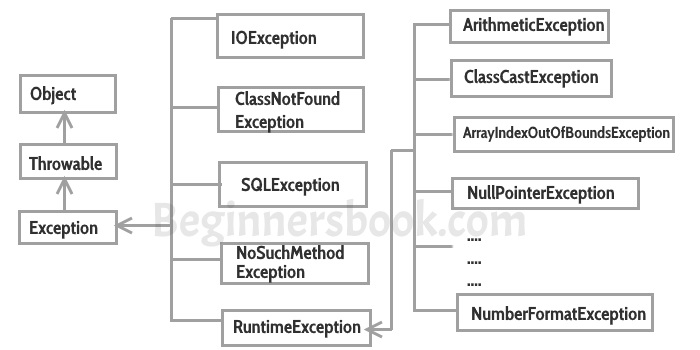 Object
Throwable
Exception
IOException
ClassNotFound
Exception
SQLException
NoSuchMethod
Exception
RuntimeException
ArithmeticException
ClassCastException
ArrayIndexOutOfBoundsException
NullPointerException
....
....
....
NumberFormatException
Beginnersbook.com